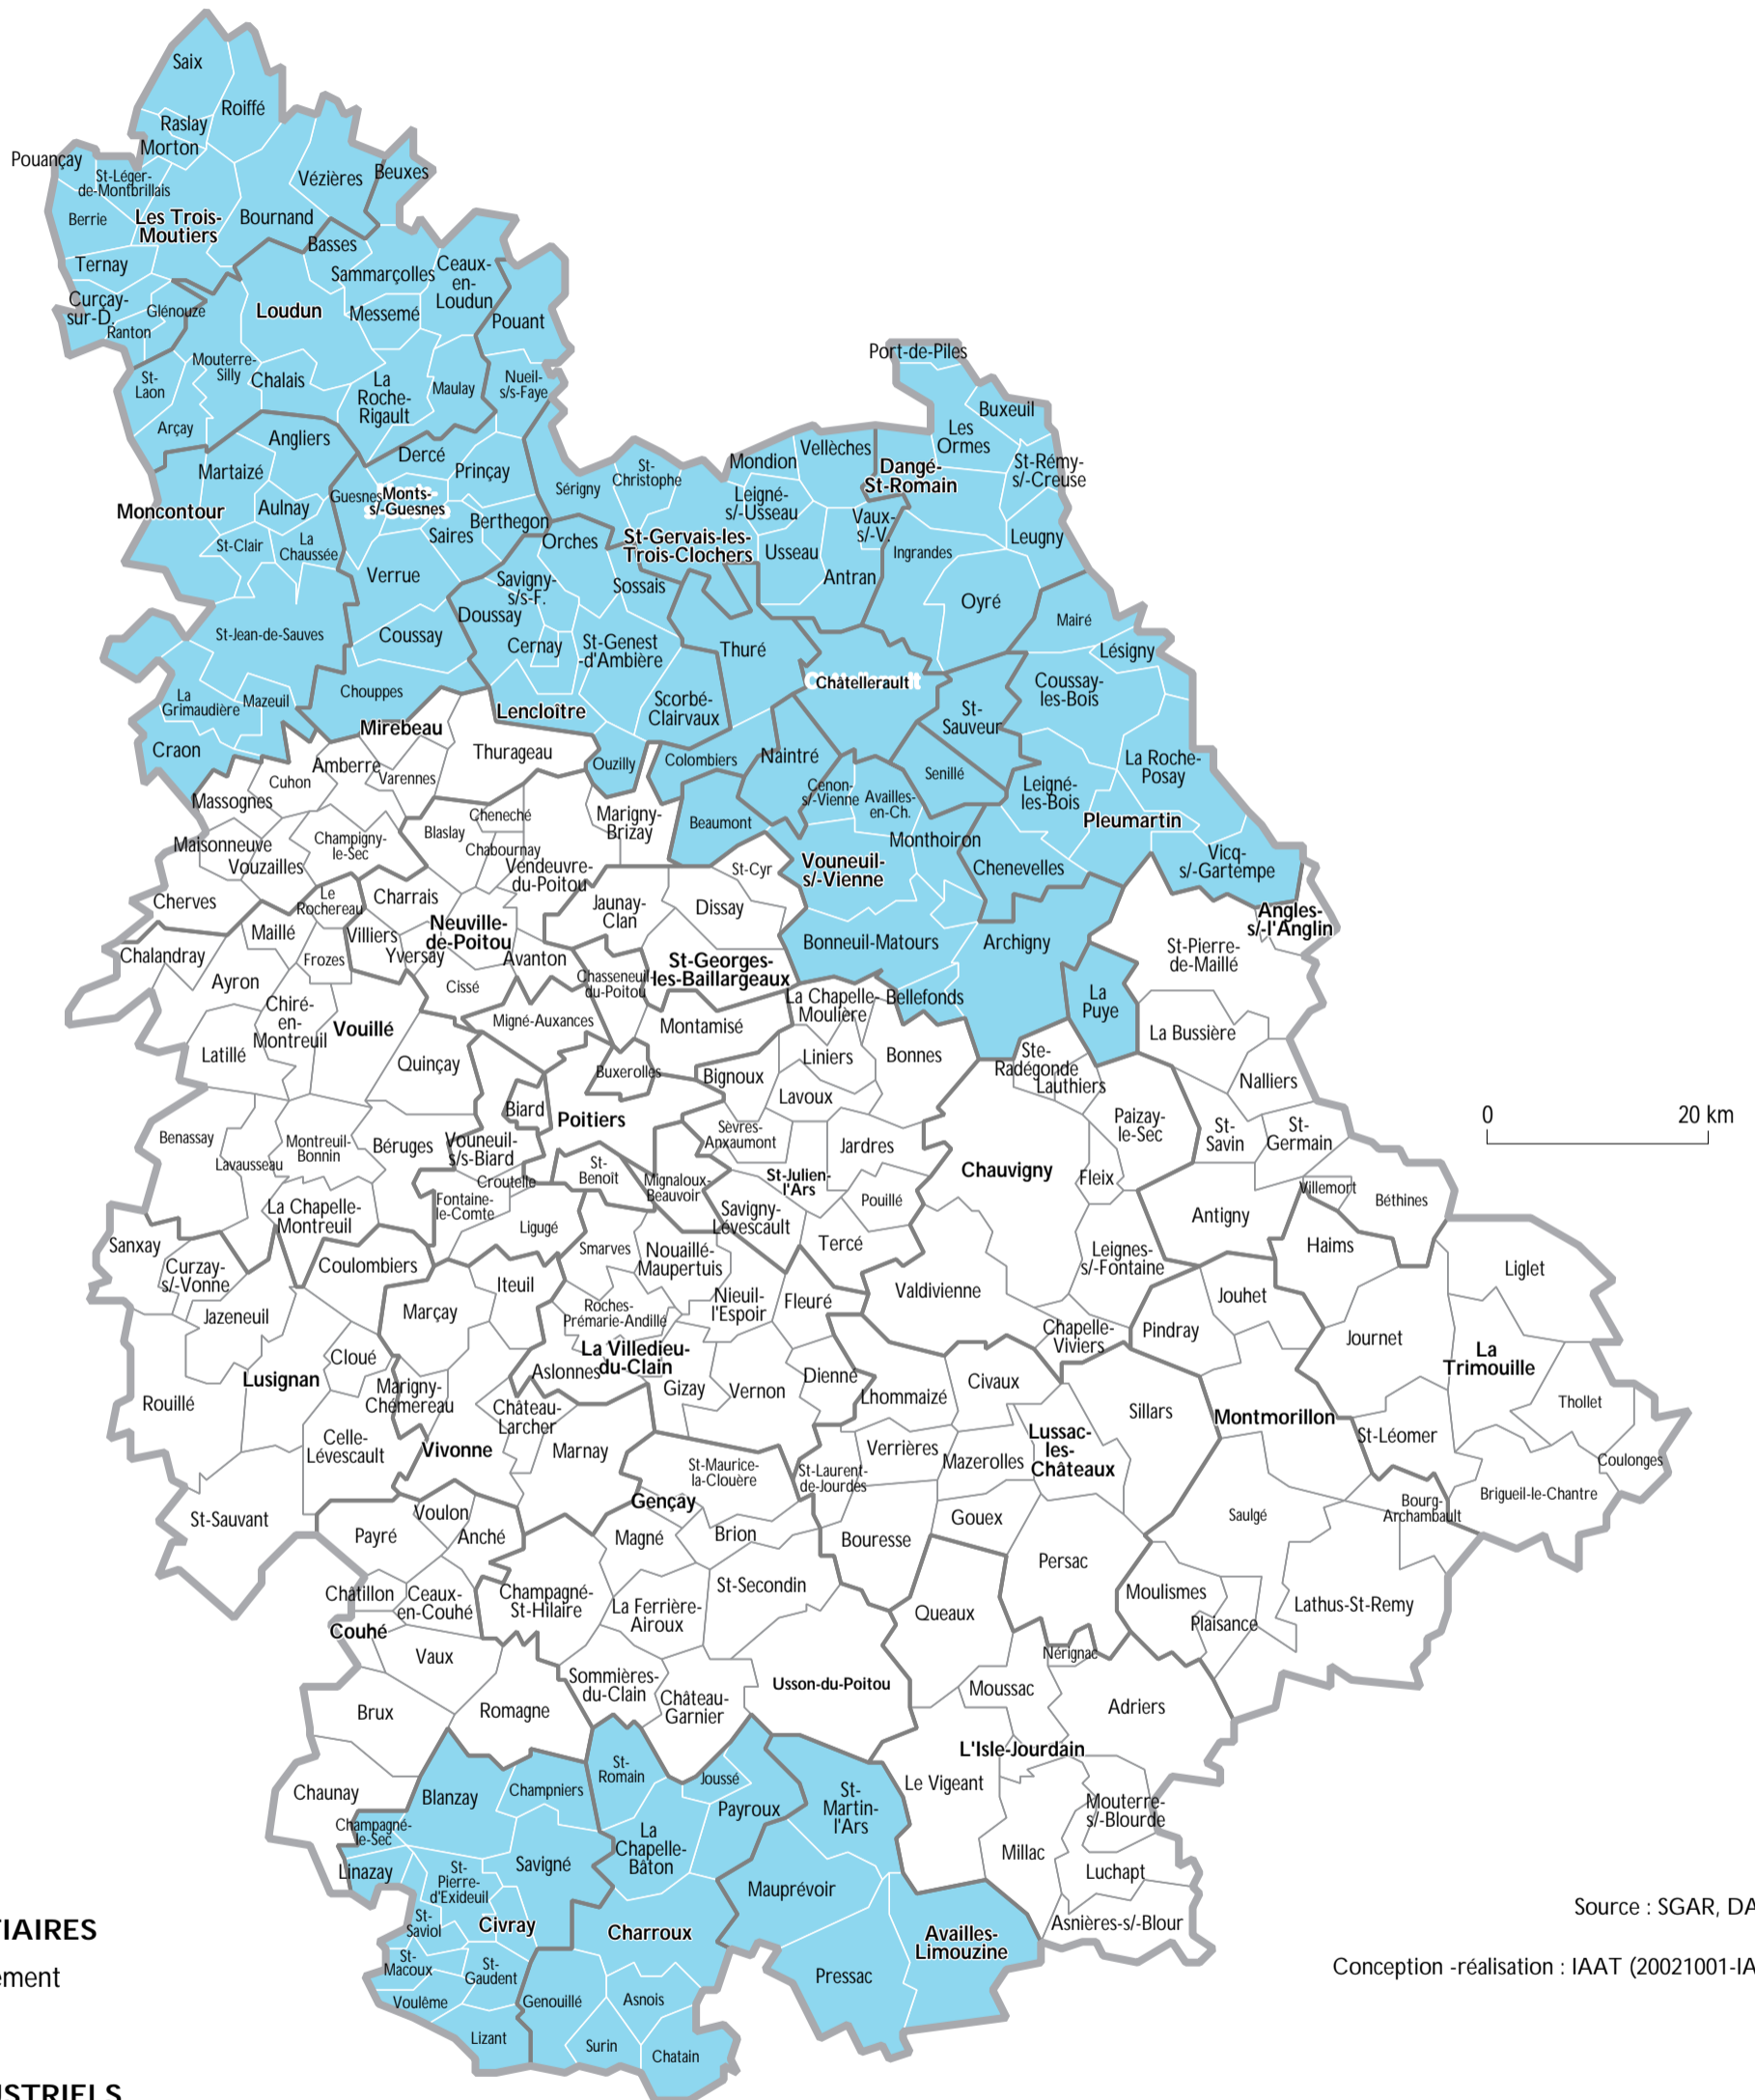 Saix
Roiffé
Raslay
Morton
Pouançay
St-Léger-
de-Montbrillais
Vézières
Beuxes
Berrie
Les Trois-
Moutiers
Bournand
Basses
Ternay
Sammarçolles
Ceaux-
en-
Loudun
Curçay-
sur-D.
Glénouze
Ranton
Loudun
Messemé
Pouant
Port-de-Piles
St-
Laon
Mouterre-
Silly
Chalais
La
Roche-
Rigault
Maulay
Nueil-
s/s-Faye
Buxeuil
Les
Ormes
Arçay
Angliers
Dercé
Prinçay
Martaizé
Moncontour
Aulnay
Guesnes
Monts-
s/-Guesnes
Berthegon
Saires
St-Clair
La
Chaussée
Verrue
Sérigny
St-
Christophe
Mondion
Vellèches
Dangé-
St-Romain
St-Rémy-
s/-Creuse
Leigné-
s/-Usseau
Vaux-
s/-V.
Orches
St-Gervais-les-
Trois-Clochers
Usseau
Ingrandes
Leugny
Antran
Savigny-
s/s-F.
Sossais
Doussay
Oyré
Mairé
St-Jean-de-Sauves
Coussay
Cernay
St-Genest
-d'Ambière
Thuré
Lésigny
Châtellerault
Coussay-
les-Bois
La
Grimaudière
Mazeuil
Chouppes
Lencloître
Scorbé-
Clairvaux
St-
Sauveur
Craon
Mirebeau
Thurageau
Ouzilly
Colombiers
Naintré
Senillé
La Roche-
Posay
Amberre
Cuhon
Varennes
Massognes
Cenon-
s/-Vienne
Availles-
en-Ch.
Leigné-
les-Bois
Cheneché
Marigny-
Brizay
Beaumont
Pleumartin
Maisonneuve
Champigny-
le-Sec
Blaslay
Chabournay
Monthoiron
Vouzailles
Vendeuvre-
du-Poitou
St-Cyr
Vouneuil-
s/-Vienne
Chenevelles
Vicq-
s/-Gartempe
Cherves
Le
Rochereau
Charrais
Jaunay-
Clan
Dissay
Angles-
s/-l'Anglin
Maillé
Villiers
Neuville-
de-Poitou
Yversay
Avanton
Bonneuil-Matours
Archigny
St-Pierre-
de-Maillé
Chalandray
Frozes
Ayron
Cissé
Chasseneuil-
du-Poitou
St-Georges-
les-Baillargeaux
La Chapelle-
Moulière
Bellefonds
La
Puye
Chiré-
en-
Montreuil
Vouillé
Migné-Auxances
Montamisé
La Bussière
Latillé
Quinçay
Buxerolles
Bignoux
Liniers
Bonnes
Ste-
Radégonde
Lauthiers
Nalliers
Lavoux
Biard
Poitiers
Paizay-
le-Sec
St-
Savin
St-
Germain
0
20 km
Benassay
Lavausseau
Montreuil-
Bonnin
Béruges
Vouneuil-
s/s-Biard
Sèvres-
Anxaumont
Jardres
Croutelle
St-
Benoit
Mignaloux-
Beauvoir
St-Julien-
l'Ars
Chauvigny
Fleix
Villemort
Béthines
Pouillé
Fontaine-
le-Comte
Ligugé
Savigny-
Lévescault
La Chapelle-
Montreuil
Antigny
Sanxay
Curzay-
s/-Vonne
Coulombiers
Smarves
Nouaillé-
Maupertuis
Tercé
Leignes-
s/-Fontaine
Haims
Liglet
Iteuil
Valdivienne
Jazeneuil
Marçay
Roches-
Prémarie-Andillé
Nieuil-
l'Espoir
Fleuré
Jouhet
Chapelle-
Viviers
Pindray
Journet
Cloué
La Villedieu-
du-Clain
Aslonnes
La
Trimouille
Lusignan
Rouillé
Marigny-
Chémereau
Gizay
Vernon
Dienné
Civaux
Lhommaizé
Château-
Larcher
Sillars
Montmorillon
Thollet
Celle-
Lévescault
Vivonne
Marnay
Verrières
Mazerolles
Lussac-
les-
Châteaux
St-Léomer
Coulonges
St-Maurice-
la-Clouère
St-Laurent-
de-Jourdes
Gençay
Brigueil-le-Chantre
Bourg-
Archambault
St-Sauvant
Voulon
Payré
Anché
Magné
Brion
Bouresse
Gouex
Saulgé
Persac
Châtillon
Ceaux-
en-Couhé
Champagné-
St-Hilaire
St-Secondin
La Ferrière-
Airoux
Queaux
Moulismes
Plaisance
Lathus-St-Remy
Couhé
Vaux
Nérignac
Sommières-
du-Clain
Château-
Garnier
Usson-du-Poitou
Moussac
Adriers
Brux
Romagne
L'Isle-Jourdain
Chaunay
Blanzay
Champniers
St-
Romain
Joussé
Payroux
St-
Martin-
l'Ars
Le Vigeant
Mouterre-
s/-Blourde
Champagné-
le-Sec
Linazay
St-
Pierre-
d'Exideuil
Savigné
La
Chapelle-
Bâton
Millac
Luchapt
Mauprévoir
St-
Saviol
Civray
Charroux
Availles-
Limouzine
Asnières-s/-Blour
St-
Macoux
St-
Gaudent
Pressac
Voulême
Genouillé
Asnois
Lizant
Surin
Chatain
TIAIRES
ement
USTRIELS
Source : SGAR, DA
Conception -réalisation : IAAT (20021001-IA